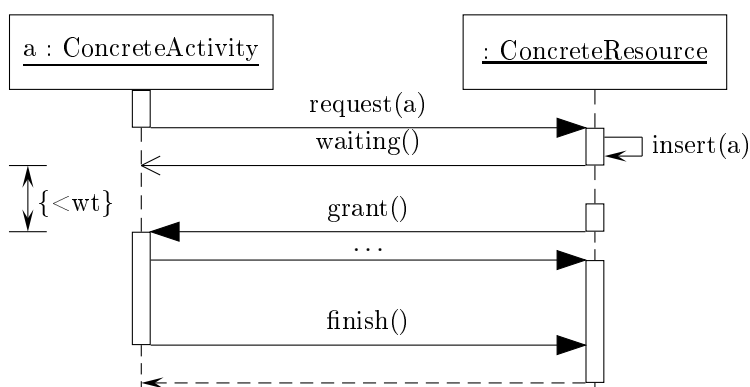 a : ConcreteActivity
: ConcreteResource
request(a)
waiting()
insert(a)
{<wt}
grant()
...
finish()